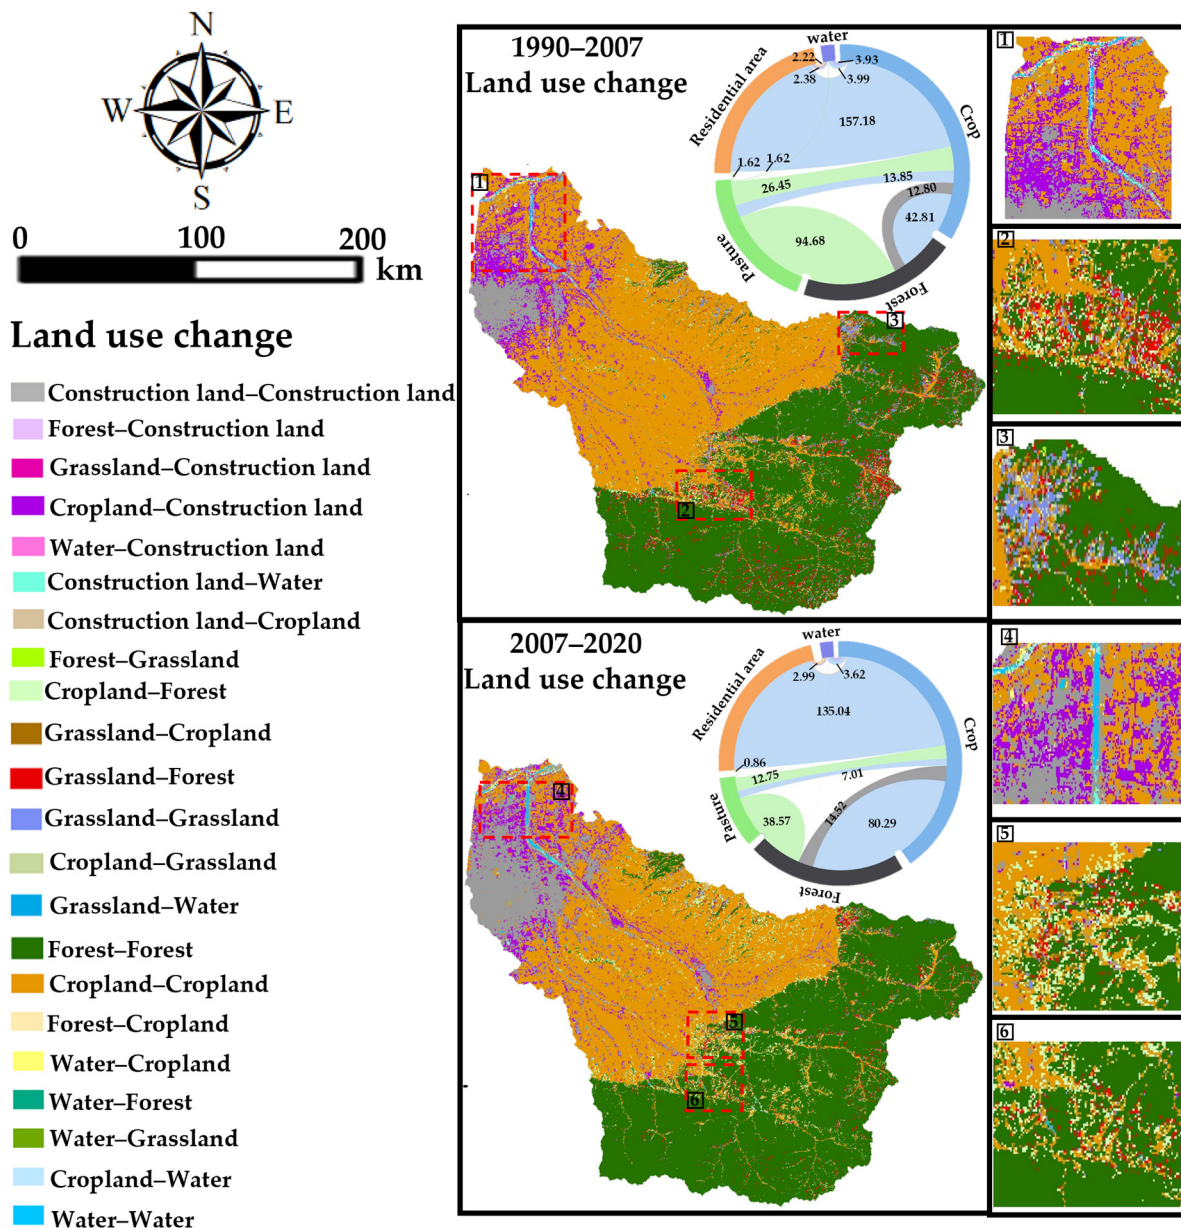 N
W
E
S
0
100
200
km
Land use change
Construction land–Construction land
Forest–Construction land
Grassland–Construction land
Cropland–Construction land
Water–Construction land
Construction land–Water
Construction land–Cropland
Forest–Grassland
Cropland–Forest
Grassland–Cropland
Grassland–Forest
Grassland–Grassland
Cropland–Grassland
Grassland–Water
Forest–Forest
Cropland–Cropland
Forest–Cropland
Water–Cropland
Water–Forest
Water–Grassland
Cropland–Water
Water–Water
1990–2007
Land use change
water
Residential area
Crop
Pasture
Forest
2.22
2.38
3.93
3.99
157.18
1.62
1.62
26.45
13.85
12.80
42.81
94.68
1
2
3
1
2
3
2007–2020
Land use change
water
Residential area
Crop
Pasture
Forest
2.99
3.62
135.04
0.86
12.75
7.01
14.52
38.57
80.29
4
5
6
4
5
6